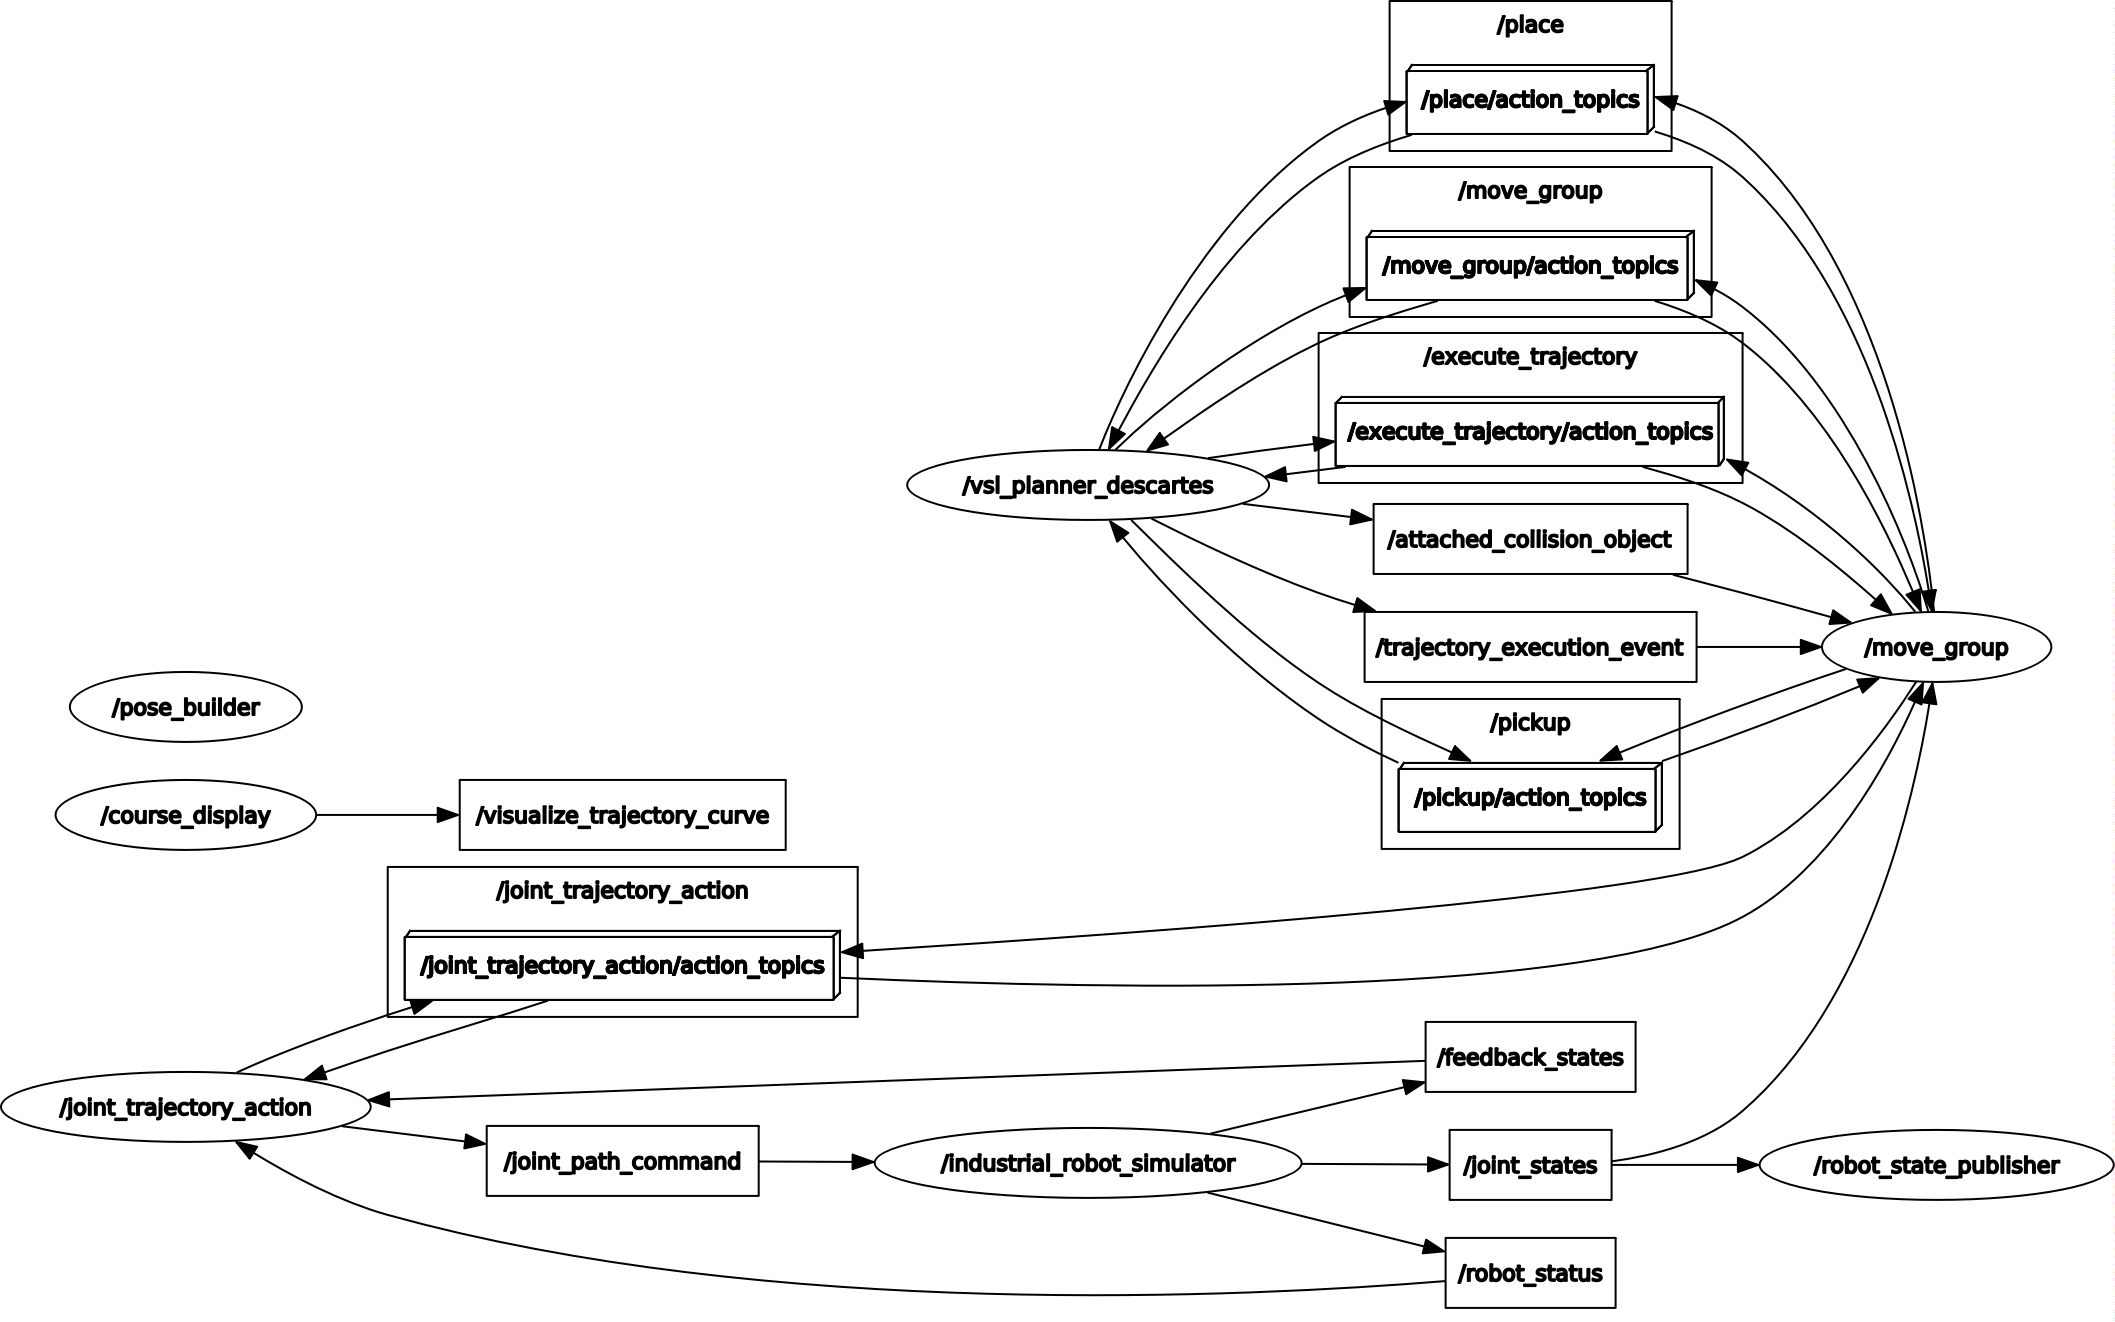 /place
/place/action_topics
/move_group
/move_group/action_topics
/execute_trajectory
/execute_trajectory/action_topics
/vsl_planner_descartes
/attached_collision_object
/trajectory_execution_event
/move_group
/pose_builder
/pickup
/pickup/action_topics
/course_display
/visualize_trajectory_curve
/joint_trajectory_action
/joint_trajectory_action/action_topics
/feedback_states
/joint_trajectory_action
/joint_path_command
/industrial_robot_simulator
/joint_states
/robot_state_publisher
/robot_status